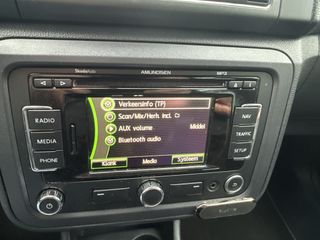 SkodaAuto AMUNDSEN MP3
RADIO
MEDIA
PHONE
Verkeersinfo (TP)
Scan/Mix/Herh. incl.
AUX volume Middel
Bluetooth audio
Klank Media Systeem
NAV
TRAFFIC
SETUP